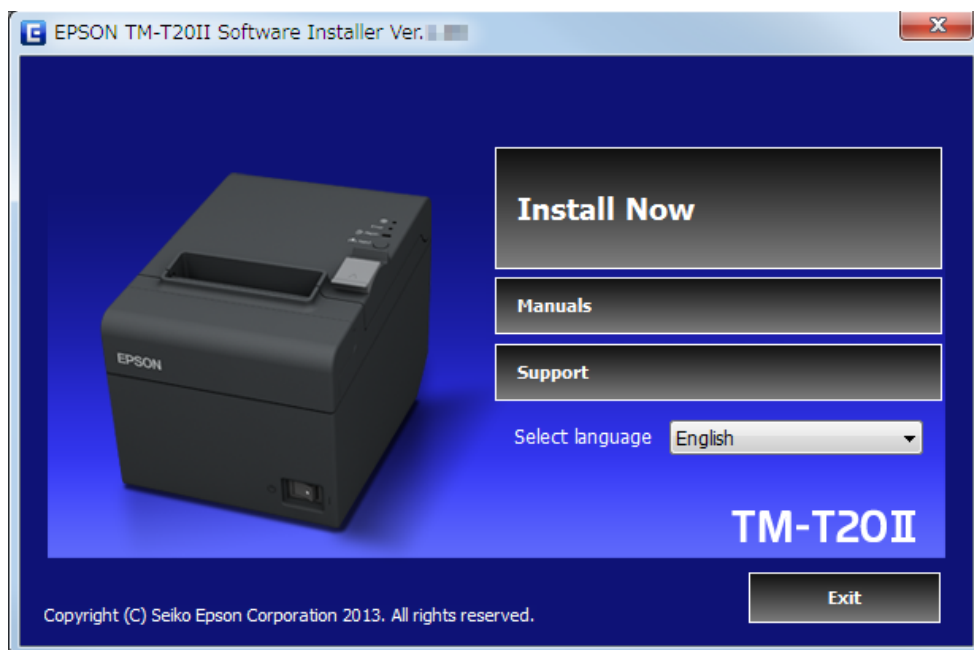 EPSON TM-T20II Software Installer Ver.
Install Now
Manuals
Support
EPSON
Select language English
TM-T20II
Exit
Copyright (C) Seiko Epson Corporation 2013. All rights reserved.